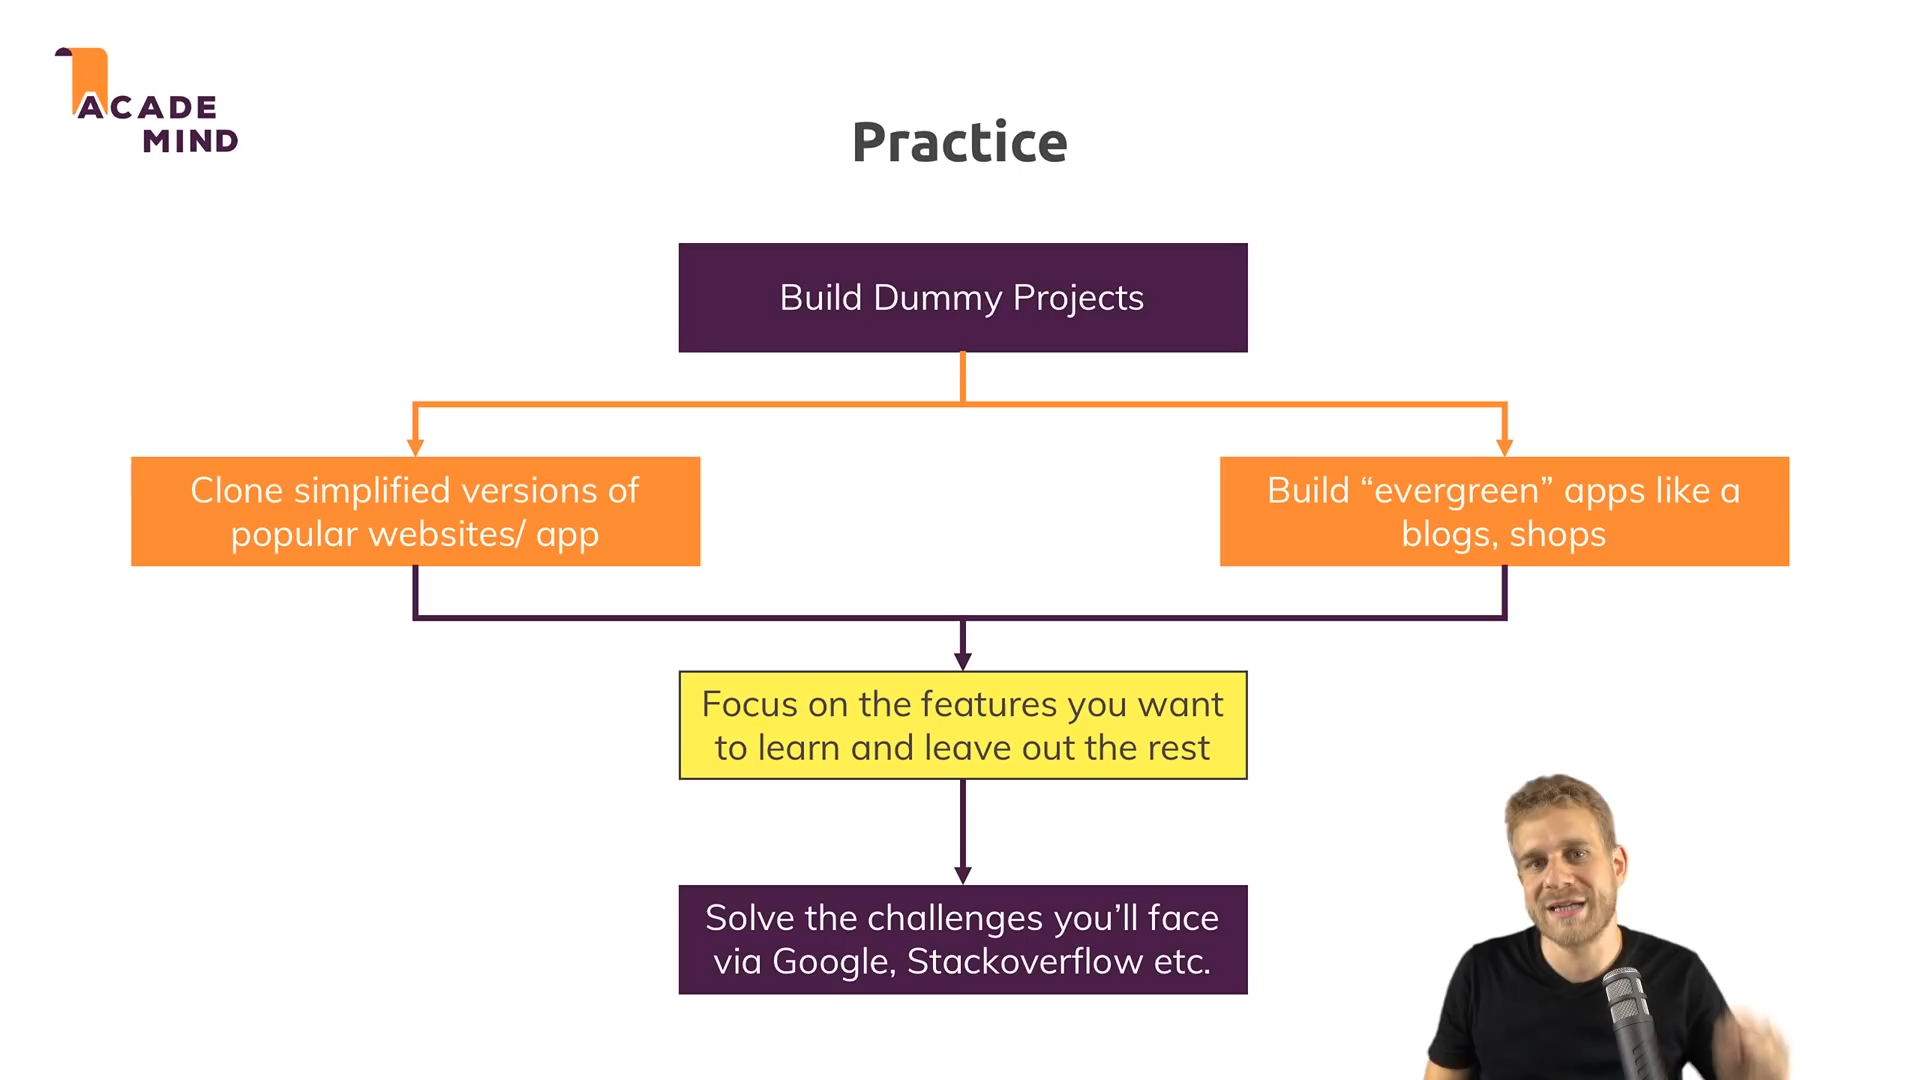 ACADE
MIND
Practice
Build Dummy Projects
Clone simplified versions of
popular websites/ app
Build “evergreen” apps like a
blogs, shops
Focus on the features you want
to learn and leave out the rest
Solve the challenges you’ll face
via Google, Stackoverflow etc.